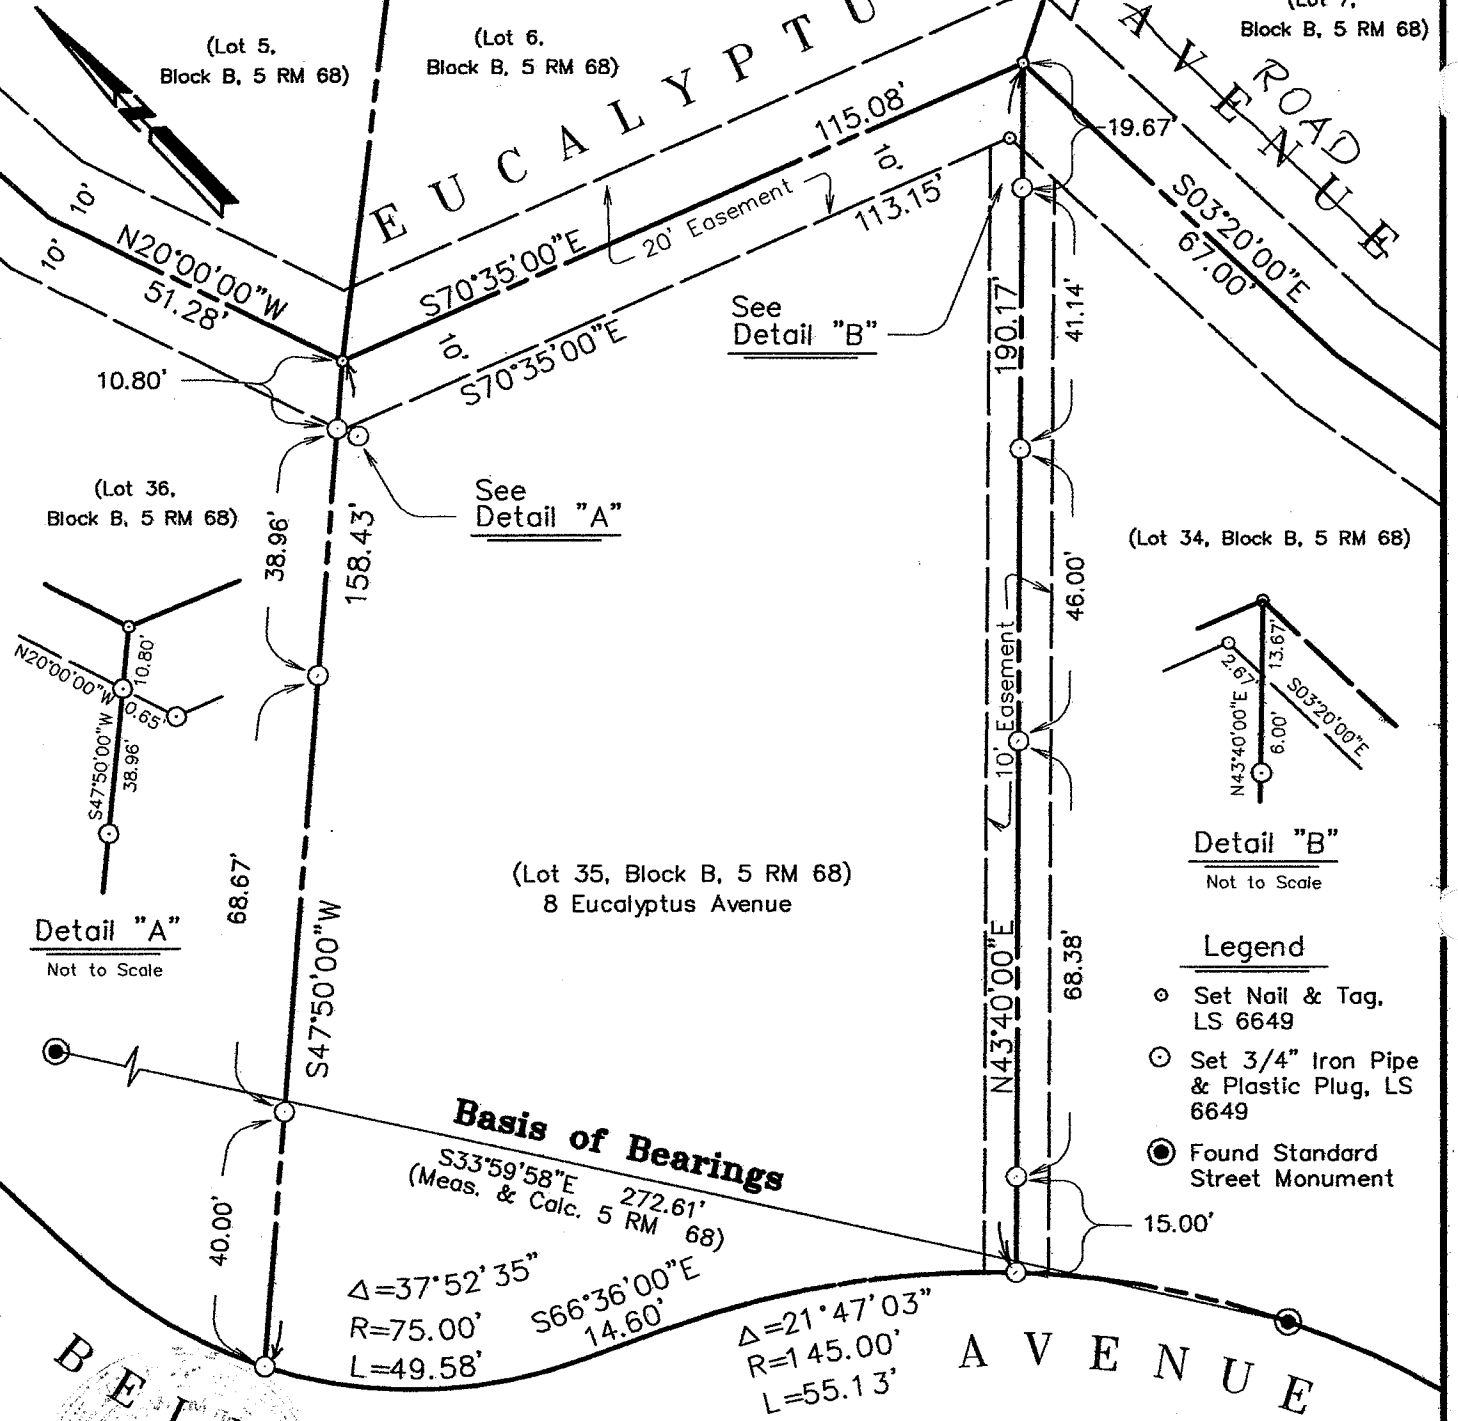 (Lot 5,
Block B, 5 RM 68)
(Lot 6,
Block B, 5 RM 68)
(Lot 7,
Block B, 5 RM 68)
EUCALYPTU
AVENUE
ROAD
10'
10'
N20°00'00"W
51.28'
115.08'
S70°35'00"E
20' Easement
10'
113.15'
10'
S70°35'00"E
19.67'
S03°20'00"E
67.00'
10.80'
See
Detail "B"
190.17'
41.14'
(Lot 36,
Block B, 5 RM 68)
See
Detail "A"
38.96'
158.43'
(Lot 34, Block B, 5 RM 68)
46.00'
10' Easement
10.80'
N20°00'00"W
0.65'
S47°50'00"W
38.96'
Detail "A"
Not to Scale
13.67'
2.67'
S03°20'00"E
N43°40'00"E
6.00'
Detail "B"
Not to Scale
68.67'
(Lot 35, Block B, 5 RM 68)
8 Eucalyptus Avenue
S47°50'00"W
N43°40'00"E
68.38'
Legend
Set Nail & Tag,
LS 6649
Set 3/4" Iron Pipe
& Plastic Plug, LS
6649
Found Standard
Street Monument
Basis of Bearings
S33°59'58"E 272.61'
(Meas. & Calc. 5 RM 68)
40.00'
15.00'
Δ=37°52'35"
R=75.00'
L=49.58'
S66°36'00"E
14.60'
Δ=21°47'03"
R=145.00'
L=55.13'
BEL
AVENUE